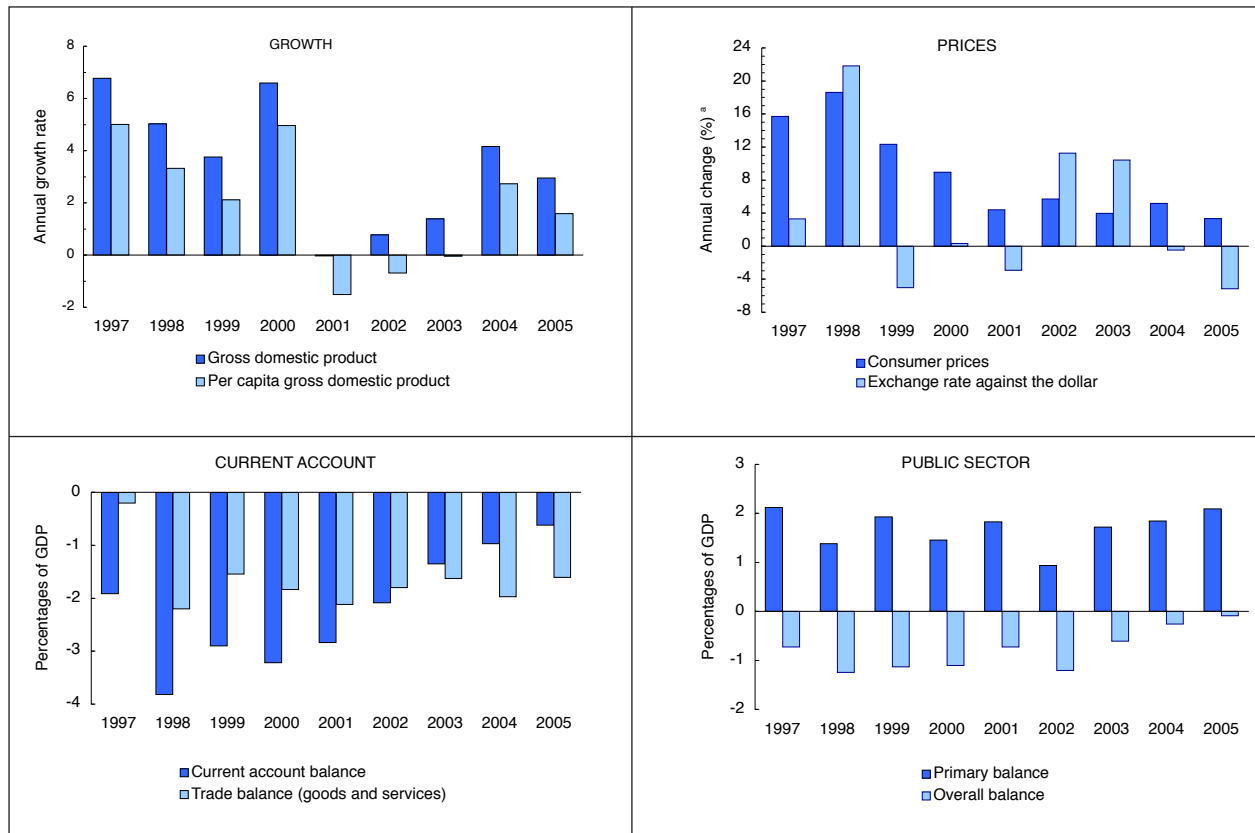 GROWTH
Annual growth rate
8
6
4
2
0
-2
1997 1998 1999 2000 2001 2002 2003 2004 2005
Gross domestic product
Per capita gross domestic product
PRICES
Annual change (%) ª
24
20
16
12
8
4
0
-4
-8
1997 1998 1999 2000 2001 2002 2003 2004 2005
Consumer prices
Exchange rate against the dollar
CURRENT ACCOUNT
Percentages of GDP
0
-1
-2
-3
-4
1997 1998 1999 2000 2001 2002 2003 2004 2005
Current account balance
Trade balance (goods and services)
PUBLIC SECTOR
Percentages of GDP
3
2
1
0
-1
-2
1997 1998 1999 2000 2001 2002 2003 2004 2005
Primary balance
Overall balance